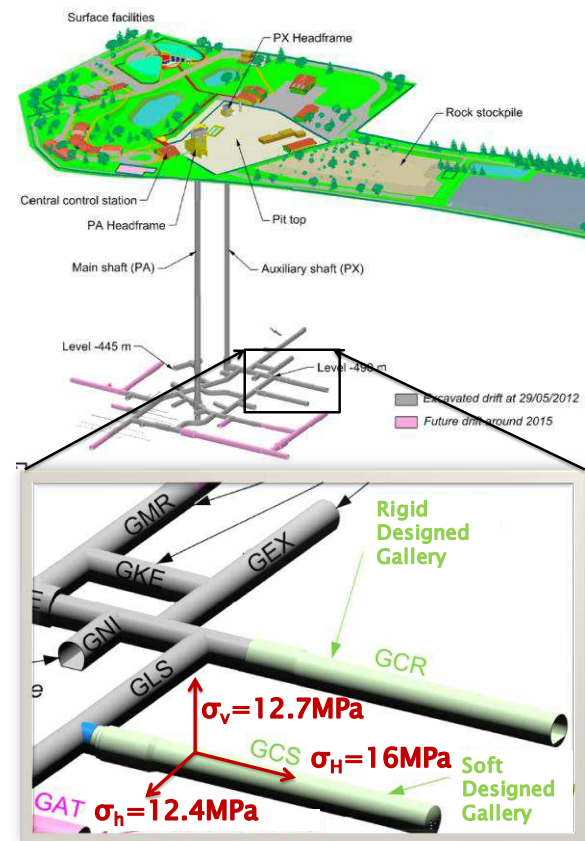 Surface facilities
PX Headframe
Rock stockpile
Central control station
PA Headframe
Pit top
Main shaft (PA)
Auxiliary shaft (PX)
Level -445 m
Level -490 m
Excavated drift at 29/05/2012
Future drift around 2015
GMR
GKE
GEX
Rigid
Designed
Gallery
E
GNI
GLS
GCR
e
σv=12.7MPa
GCS
σH=16MPa
Soft
Designed
Gallery
GAT
σh=12.4MPa